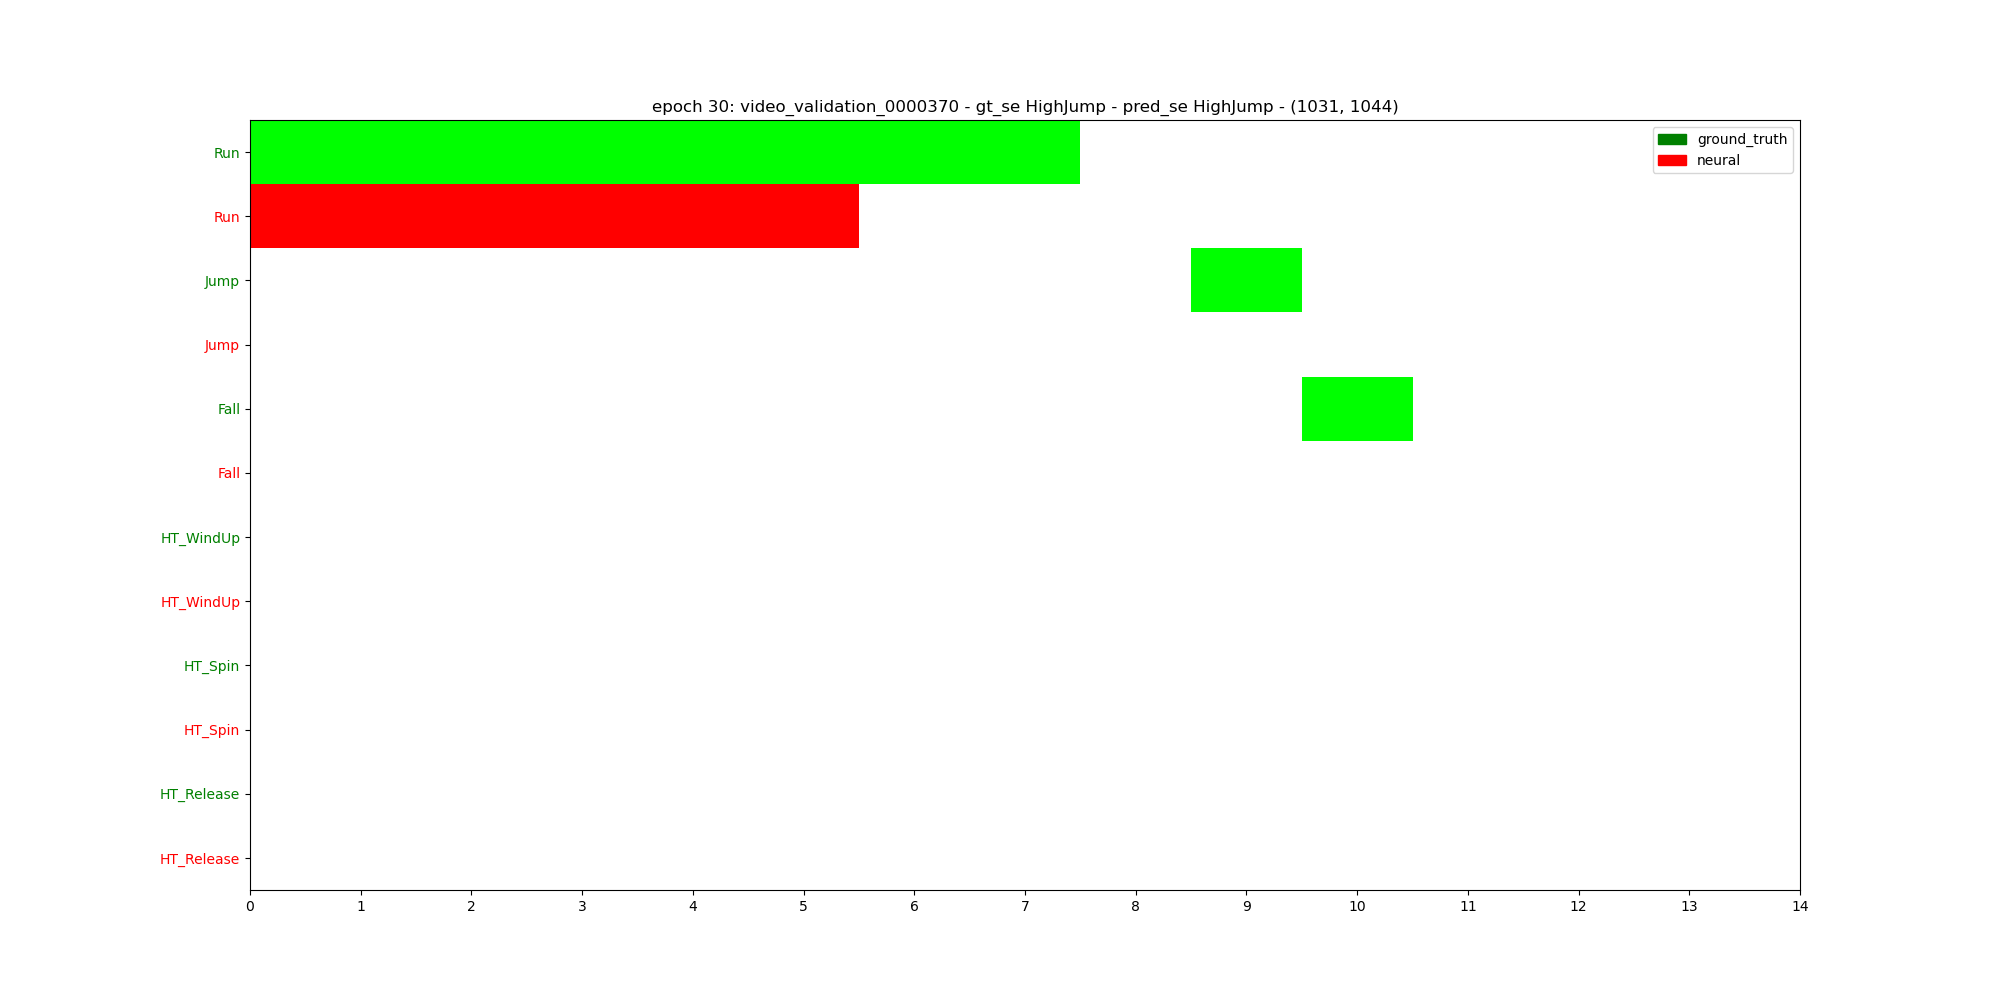 epoch 30: video_validation_0000370 - gt_se HighJump - pred_se HighJump - (1031, 1044)
ground_truth
neural
Run
Run
Jump
Jump
Fall
Fall
HT_WindUp
HT_WindUp
HT_Spin
HT_Spin
HT_Release
HT_Release
0 1 2 3 4 5 6 7 8 9 10 11 12 13 14